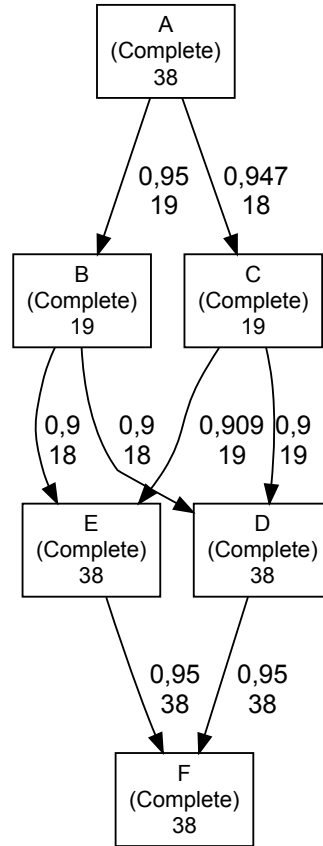 A
(Complete)
38
0,95
19
0,947
18
B
(Complete)
19
C
(Complete)
19
0,9
18
0,9
18
0,909
19
0,9
19
E
(Complete)
38
D
(Complete)
38
0,95
38
0,95
38
F
(Complete)
38